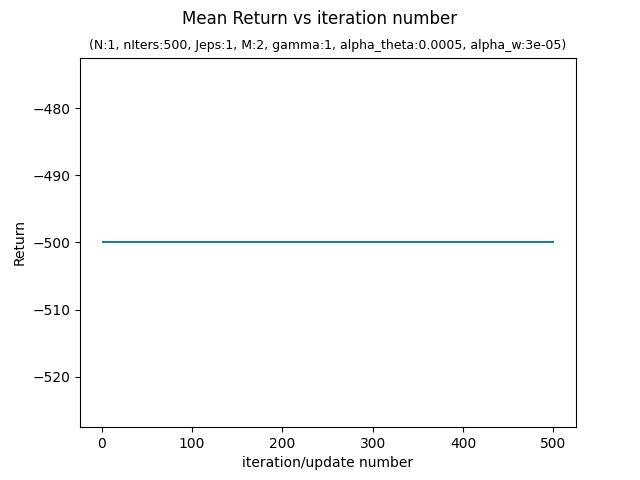 Mean Return vs iteration number
(N:1, nIters:500, Jeps:1, M:2, gamma:1, alpha_theta:0.0005, alpha_w:3e-05)
−480
−490
−500
−510
−520
Return
0 100 200 300 400 500
iteration/update number